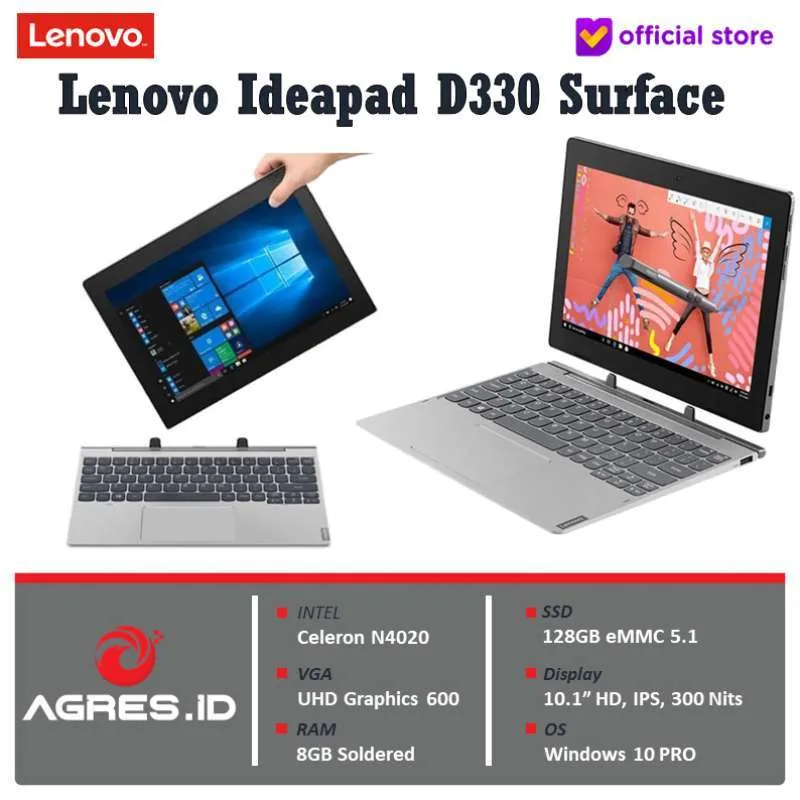 Lenovo
official store
Lenovo Ideapad D330 Surface
Lenovo
AGRES.ID
INTEL
Celeron N4020
VGA
UHD Graphics 600
RAM
8GB Soldered
SSD
128GB eMMC 5.1
Display
10.1” HD, IPS, 300 Nits
OS
Windows 10 PRO